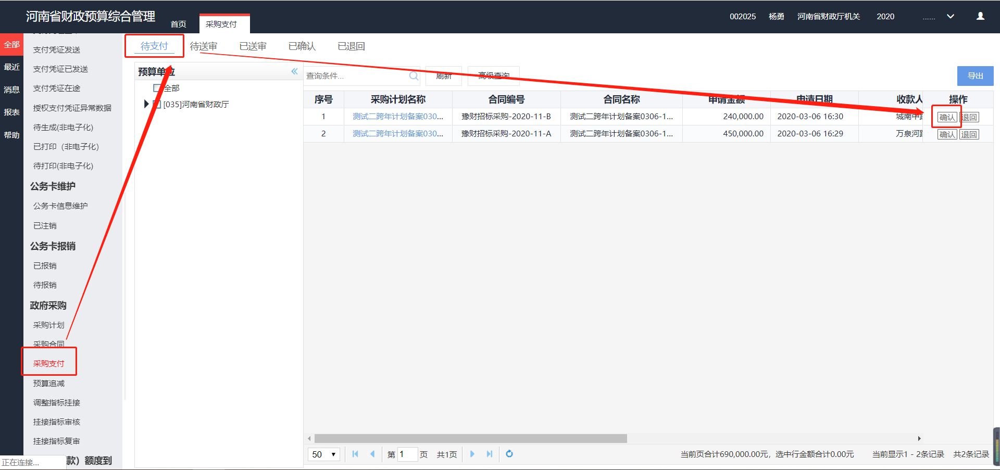 河南省财政预算综合管理
首页
采购支付
002025
杨勇
河南省财政厅机关
2020
......
全部
最近
消息
报表
帮助
支付凭证发送
支付凭证已发送
支付凭证在途
授权支付凭证异常数据
待生成(非电子化)
已打印（非电子化）
待打印(非电子化)
公务卡维护
公务卡信息维护
已注销
公务卡报销
已报销
待报销
政府采购
采购计划
采购合同
采购支付
预算追减
调整指标挂接
挂接指标审核
挂接指标复审
款）额度到
正在连接...
待支付 待送审 已送审 已确认 已退回
预算单位
全部
[035]河南省财政厅
查询条件...
刷新
高级查询
导出
序号 采购计划名称 合同编号 合同名称 申请金额 申请日期 收款人 操作
1 测试二跨年计划备案030... 豫财招标采购-2020-11-B 测试二跨年计划备案0306-1... 240,000.00 2020-03-06 16:30 城南中 确认 退回
2 测试二跨年计划备案030... 豫财招标采购-2020-11-A 测试二跨年计划备案0306-1... 450,000.00 2020-03-06 16:29 万泉河 确认 退回
50 第 1 页 共1页
当前页合计690,000.00元，选中行金额合计0.00元 当前显示1 - 2条记录 共2条记录